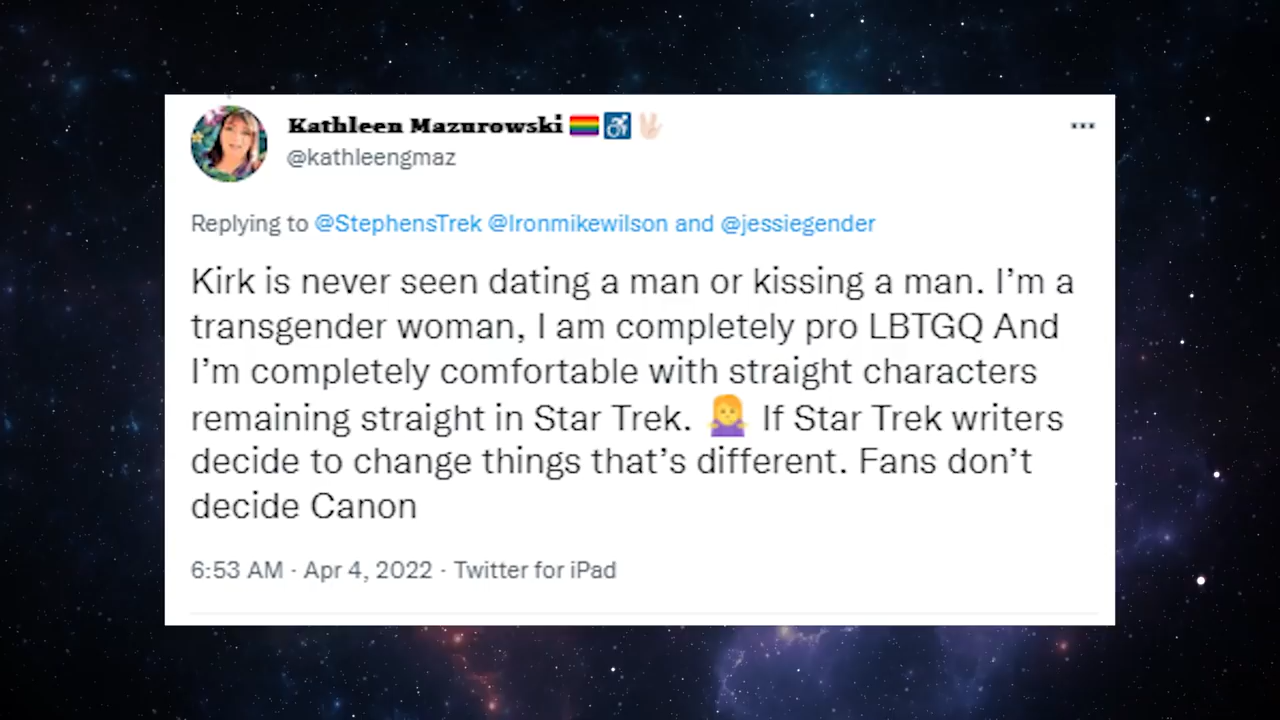 Kathleen Mazurowski 🏳️‍🌈♿🖖🏻
@kathleengmaz
Replying to @StephensTrek @Ironmikewilson and @jessiegender
Kirk is never seen dating a man or kissing a man. I’m a
transgender woman, I am completely pro LBTGQ And
I’m completely comfortable with straight characters
remaining straight in Star Trek. 🤷‍♀️ If Star Trek writers
decide to change things that’s different. Fans don’t
decide Canon
6:53 AM · Apr 4, 2022 · Twitter for iPad